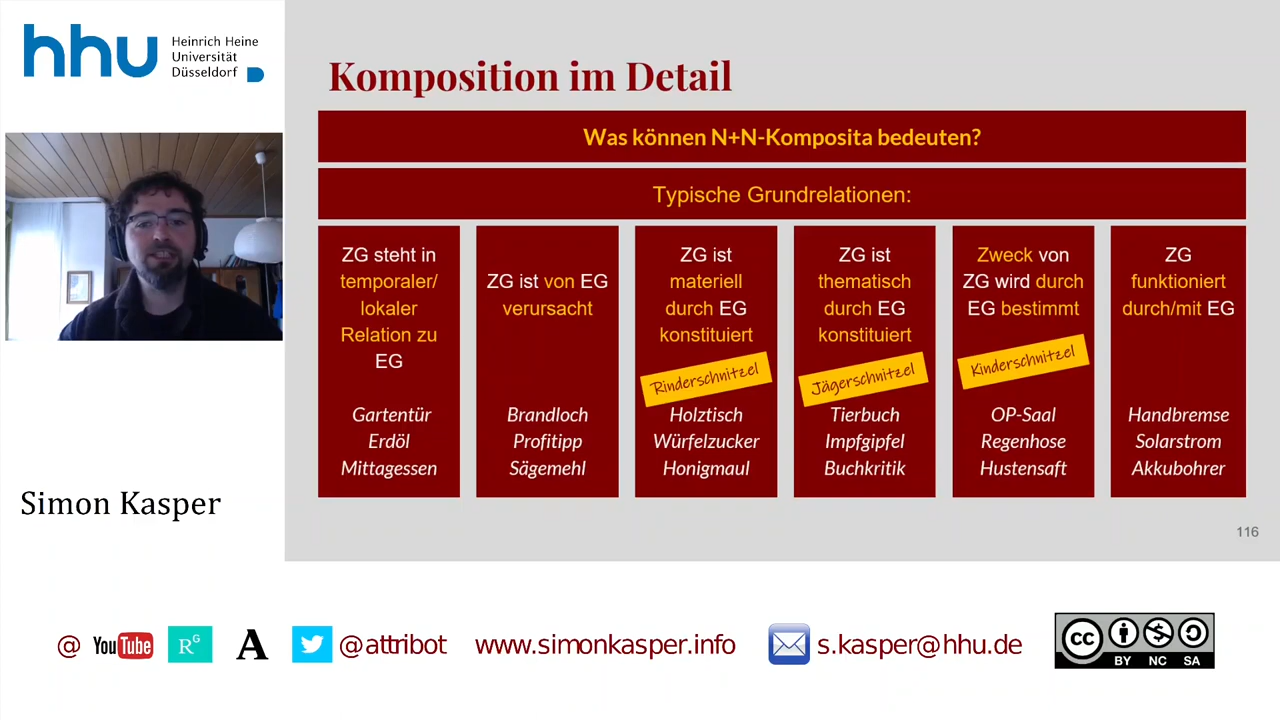 hhu
Heinrich Heine
Universität
Düsseldorf
Simon Kasper
Komposition im Detail
Was können N+N-Komposita bedeuten?
Typische Grundrelationen:
ZG steht in
temporaler/
lokaler
Relation zu
EG
Gartentür
Erdöl
Mittagessen
ZG ist von EG
verursacht
Brandloch
Profitipp
Sägemehl
ZG ist
materiell
durch EG
konstituiert
Rinderschnitzel
Holztisch
Würfelzucker
Honigmaul
ZG ist
thematisch
durch EG
konstituiert
Jägerschnitzel
Tierbuch
Impfgipfel
Buchkritik
Zweck von
ZG wird durch
EG bestimmt
Kinderschnitzel
OP-Saal
Regenhose
Hustensaft
ZG
funktioniert
durch/mit EG
Handbremse
Solarstrom
Akkubohrer
116
@ YouTube RG A @attribot www.simonkasper.info s.kasper@hhu.de
cc
BY NC SA